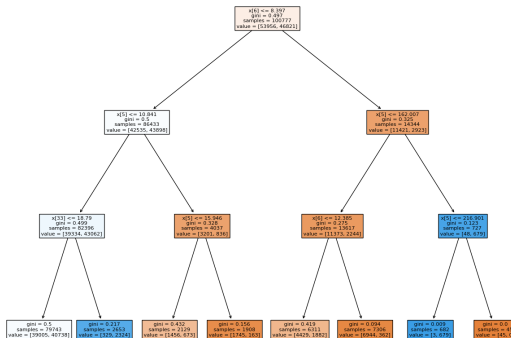 x[6] <= 8.397
gini = 0.497
samples = 100777
value = [53956, 46821]
x[5] <= 10.841
gini = 0.5
samples = 86433
value = [42535, 43898]
x[5] <= 162.007
gini = 0.325
samples = 14344
value = [11421, 2923]
x[33] <= 18.79
gini = 0.499
samples = 82396
value = [39334, 43062]
x[5] <= 15.946
gini = 0.328
samples = 4037
value = [3201, 836]
x[6] <= 12.385
gini = 0.275
samples = 13617
value = [11373, 2244]
x[5] <= 216.901
gini = 0.123
samples = 727
value = [48, 679]
gini = 0.5
samples = 79743
value = [39005, 40738]
gini = 0.217
samples = 2653
value = [329, 2324]
gini = 0.432
samples = 2129
value = [1456, 673]
gini = 0.156
samples = 1908
value = [1745, 163]
gini = 0.419
samples = 6311
value = [4429, 1882]
gini = 0.094
samples = 7306
value = [6944, 362]
gini = 0.009
samples = 682
value = [3, 679]
gini = 0.0
samples =
value = [45,